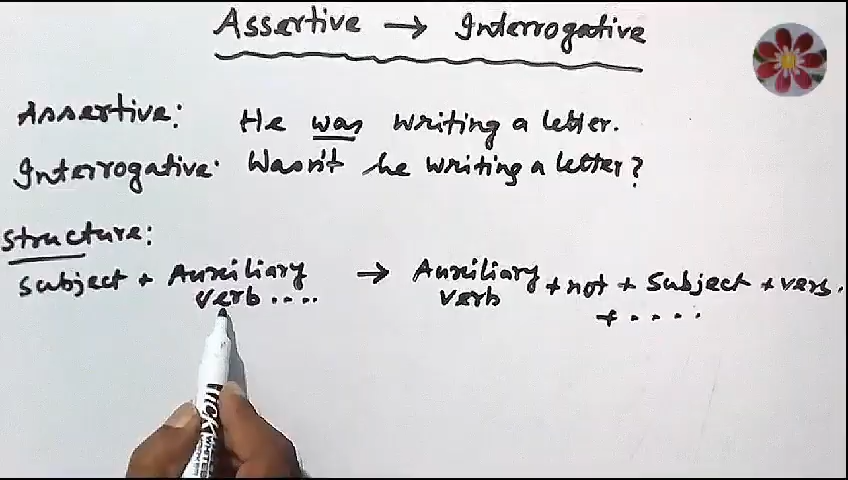 Assertive → Interrogative
Assertive: He was writing a letter.
Interrogative: Wasn't he writing a letter?
Structure:
Subject + Auxiliary → Auxiliary + not + Subject + verb.
verb .... verb + .....